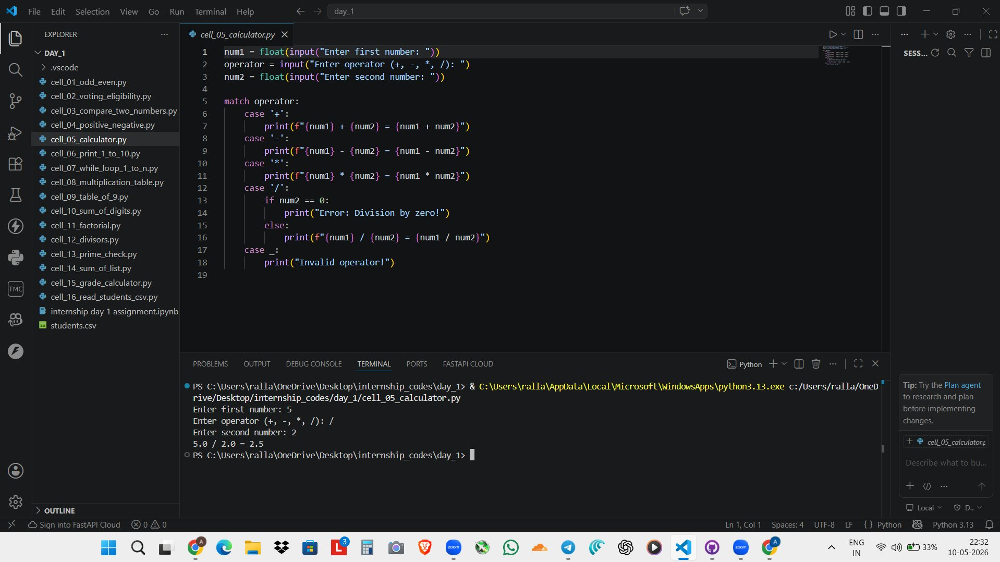 File Edit Selection View Go Run Terminal Help
day_1
EXPLORER
DAY_1
.vscode
cell_01_odd_even.py
cell_02_voting_eligibility.py
cell_03_compare_two_numbers.py
cell_04_positive_negative.py
cell_05_calculator.py
cell_06_print_1_to_10.py
cell_07_while_loop_1_to_n.py
cell_08_multiplication_table.py
cell_09_table_of_9.py
cell_10_sum_of_digits.py
cell_11_factorial.py
cell_12_divisors.py
cell_13_prime_check.py
cell_14_sum_of_list.py
cell_15_grade_calculator.py
cell_16_read_students_csv.py
internship day 1 assignment.ipynb
students.csv
OUTLINE
TMC
cell_05_calculator.py
1 num1 = float(input("Enter first number: "))
2 operator = input("Enter operator (+, -, *, /): ")
3 num2 = float(input("Enter second number: "))
4
5 match operator:
6 case '+':
7 print(f"{num1} + {num2} = {num1 + num2}")
8 case '-':
9 print(f"{num1} - {num2} = {num1 - num2}")
10 case '*':
11 print(f"{num1} * {num2} = {num1 * num2}")
12 case '/':
13 if num2 == 0:
14 print("Error: Division by zero!")
15 else:
16 print(f"{num1} / {num2} = {num1 / num2}")
17 case _:
18 print("Invalid operator!")
19
PROBLEMS OUTPUT DEBUG CONSOLE TERMINAL PORTS FASTAPI CLOUD
Python
PS C:\Users\ralla\OneDrive\Desktop\internship_codes\day_1> & C:\Users\ralla\AppData\Local\Microsoft\WindowsApps\python3.13.exe c:/Users/ralla/OneD
rive/Desktop/internship_codes/day_1/cell_05_calculator.py
Enter first number: 5
Enter operator (+, -, *, /): /
Enter second number: 2
5.0 / 2.0 = 2.5
PS C:\Users\ralla\OneDrive\Desktop\internship_codes\day_1>
SESS...
Tip: Try the Plan agent
to research and plan
before implementing
changes.
cell_05_calculator.p
Describe what to bu...
Local D..
Sign into FastAPI Cloud 0 0
Ln 1, Col 1 Spaces: 4 UTF-8 LF { } Python Python 3.13
A
3
zoom
zoom
A
ENG
IN
33%
22:32
10-05-2026